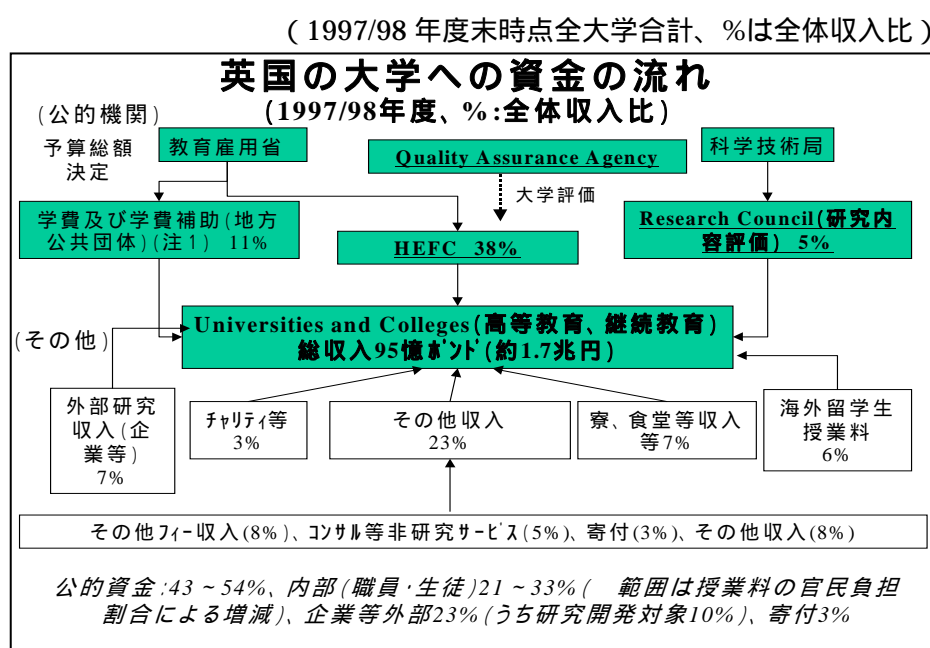 (1997/98 年度末時点全大学合計、%は全体収入比)
英国の大学への資金の流れ
(1997/98年度、%:全体収入比)
(公的機関)
予算総額
決定
教育雇用省
Quality Assurance Agency
科学技術局
大学評価
学費及び学費補助(地方
公共団体)(注1) 11%
HEFC 38%
Research Council(研究内
容評価) 5%
(その他)
Universities and Colleges(高等教育、継続教育)
総収入95億ﾎﾟﾝﾄﾞ(約1.7兆円)
外部研究
収入(企
業等)
7%
ﾁｬﾘﾃｨ等
3%
その他収入
23%
寮、食堂等収入
等7%
海外留学生
授業料
6%
その他ﾌｨｰ収入(8%)、ｺﾝｻﾙ等非研究ｻｰﾋﾞｽ(5%)、寄付(3%)、その他収入(8%)
公的資金:43~54%、内部(職員・生徒)21~33%( 範囲は授業料の官民負担
割合による増減)、企業等外部23%(うち研究開発対象10%)、寄付3%